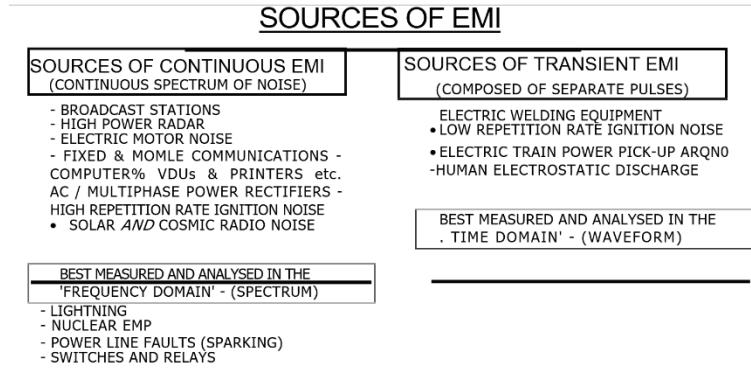 SOURCES OF EMI
SOURCES OF CONTINUOUS EMI
(CONTINUOUS SPECTRUM OF NOISE)
- BROADCAST STATIONS
- HIGH POWER RADAR
- ELECTRIC MOTOR NOISE
- FIXED & MOMLE COMMUNICATIONS -
COMPUTER% VDUs & PRINTERS etc.
AC / MULTIPHASE POWER RECTIFIERS -
HIGH REPETITION RATE IGNITION NOISE
• SOLAR AND COSMIC RADIO NOISE
BEST MEASURED AND ANALYSED IN THE
'FREQUENCY DOMAIN' - (SPECTRUM)
- LIGHTNING
- NUCLEAR EMP
- POWER LINE FAULTS (SPARKING)
- SWITCHES AND RELAYS
SOURCES OF TRANSIENT EMI
(COMPOSED OF SEPARATE PULSES)
ELECTRIC WELDING EQUIPMENT
• LOW REPETITION RATE IGNITION NOISE
• ELECTRIC TRAIN POWER PICK-UP ARQN0
-HUMAN ELECTROSTATIC DISCHARGE
BEST MEASURED AND ANALYSED IN THE
. TIME DOMAIN' - (WAVEFORM)